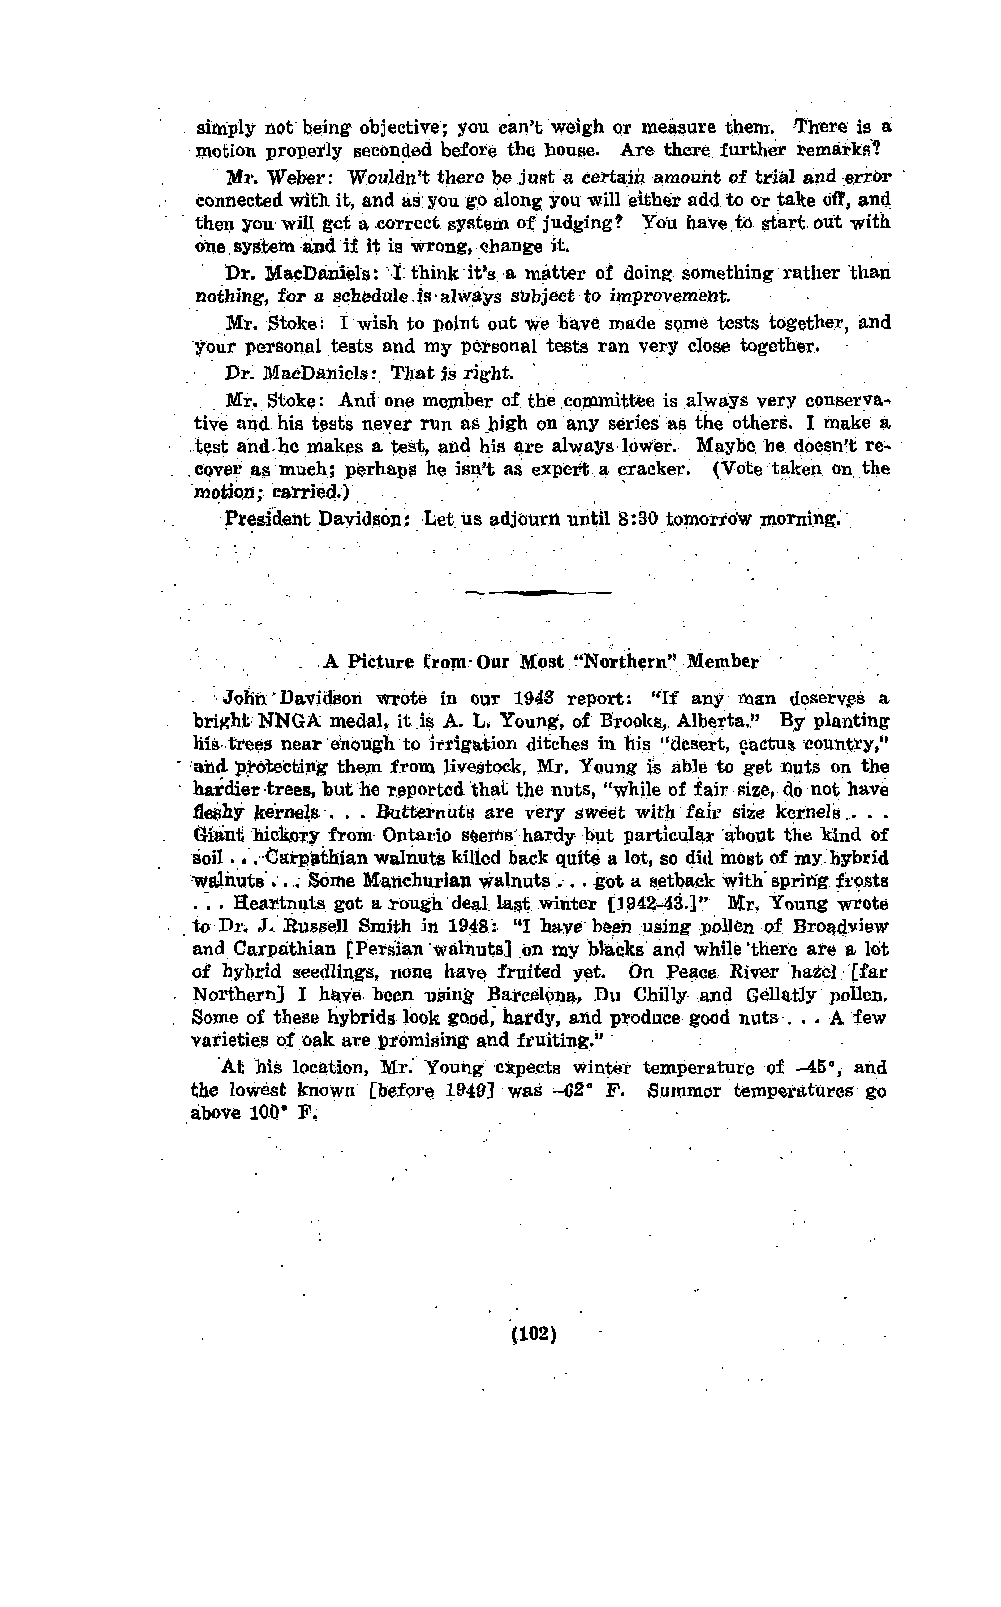 simply not being objective; you can't weigh or measure them. There is a
motion properly seconded before the house. Are there further remarks?
Mr. Weber: Wouldn't there be just a certain amount of trial and error
connected with it, and as you go along you will either add to or take off, and
then you will get a correct system of judging? You have to start out with
one system and if it is wrong, change it.
Dr. MacDaniels: I think it's a matter of doing something rather than
nothing, for a schedule is always subject to improvement.
Mr. Stoke: I wish to point out we have made some tests together, and
your personal tests and my personal tests ran very close together.
Dr. MacDaniels: That is right.
Mr. Stoke: And one member of the committee is always very conserva-
tive and his tests never run as high on any series as the others. I make a
test and he makes a test, and his are always lower. Maybe he doesn't re-
cover as much; perhaps he isn't as expert a cracker. (Vote taken on the
motion; carried.)
President Davidson: Let us adjourn until 8:30 tomorrow morning.
A Picture from Our Most "Northern" Member
John Davidson wrote in our 1943 report: "If any man deserves a
bright NNGA medal, it is A. L. Young, of Brooks, Alberta." By planting
his trees near enough to irrigation ditches in his "desert, cactus country,"
and protecting them from livestock, Mr. Young is able to get nuts on the
hardier trees, but he reported that the nuts, "while of fair size, do not have
fleshy kernels . . . Butternuts are very sweet with fair size kernels . . .
Giant hickory from Ontario seems hardy but particular about the kind of
soil . . . Carpathian walnuts killed back quite a lot, so did most of my hybrid
walnuts . . . Some Manchurian walnuts . . . got a setback with spring frosts
. . . Heartnuts got a rough deal last winter [1942-43.]" Mr. Young wrote
to Dr. J. Russell Smith in 1948: "I have been using pollen of Broadview
and Carpathian [Persian walnuts] on my blacks and while there are a lot
of hybrid seedlings, none have fruited yet. On Peace River hazel [far
Northern] I have been using Barcelona, Du Chilly and Gellatly pollen.
Some of these hybrids look good, hardy, and produce good nuts . . . A few
varieties of oak are promising and fruiting."
At his location, Mr. Young expects winter temperature of –45°, and
the lowest known [before 1949] was –62° F. Summer temperatures go
above 100° F.
(102)